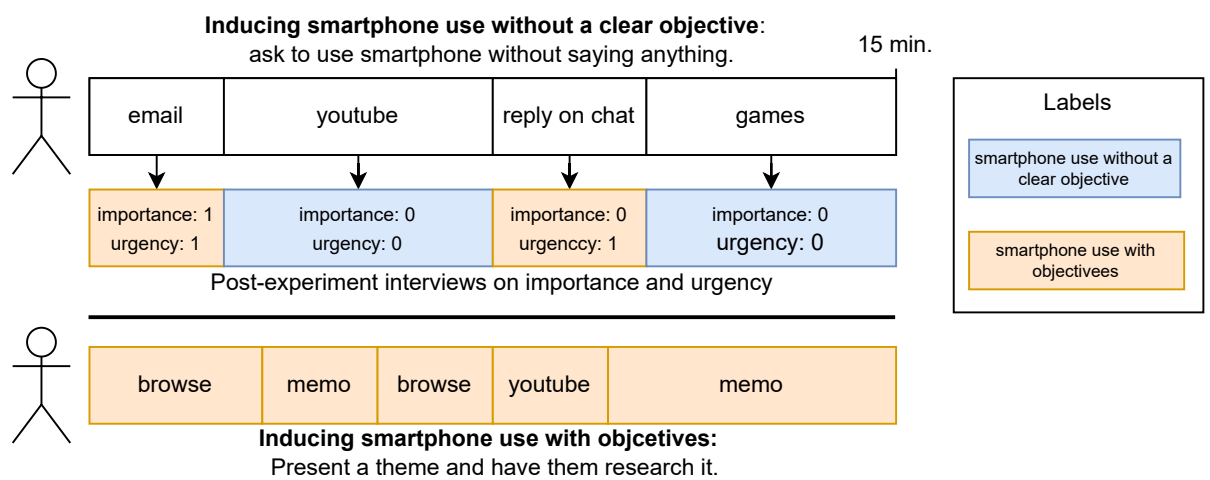 Inducing smartphone use without a clear objective:
ask to use smartphone without saying anything.
15 min.
email
youtube
reply on chat
games
importance: 1
urgency: 1
importance: 0
urgency: 0
importance: 0
urgenccy: 1
importance: 0
urgency: 0
Post-experiment interviews on importance and urgency
Labels
smartphone use without a
clear objective
smartphone use with
objectivees
browse
memo
browse
youtube
memo
Inducing smartphone use with objcetives:
Present a theme and have them research it.